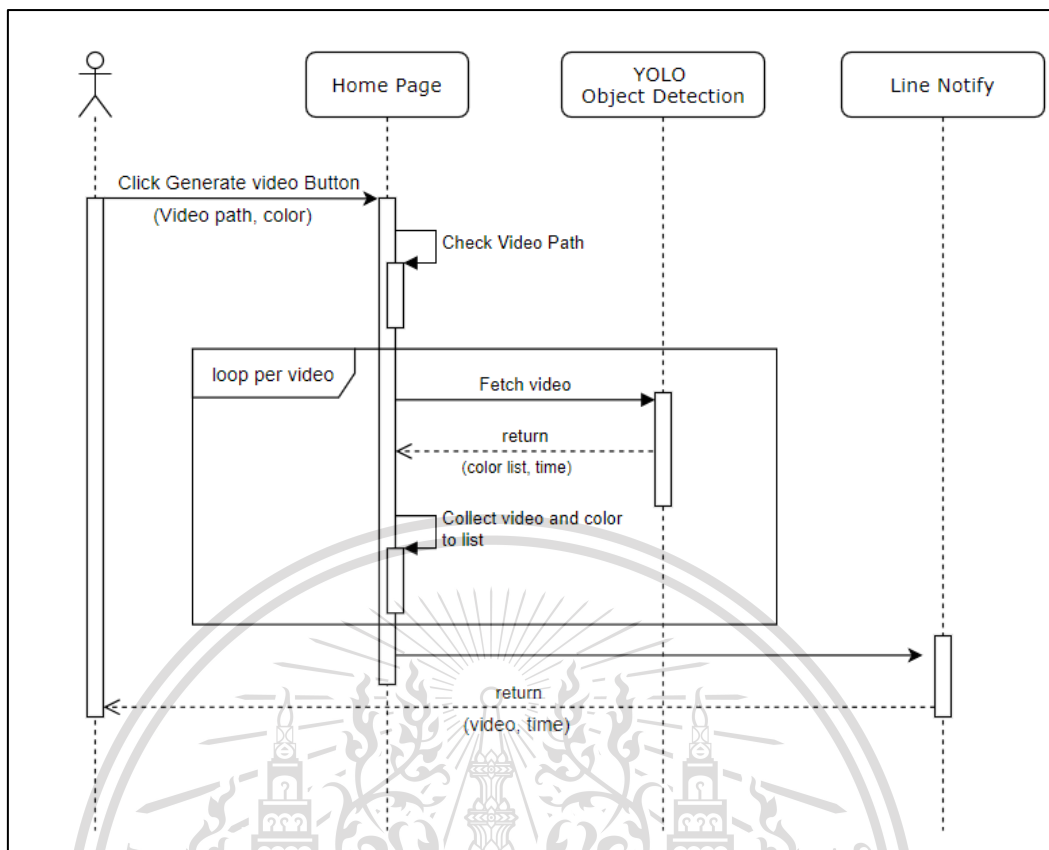 Home Page
YOLO
Object Detection
Line Notify
Click Generate video Button
(Video path, color)
Check Video Path
loop per video
Fetch video
return
(color list, time)
Collect video and color
to list
return
(video, time)